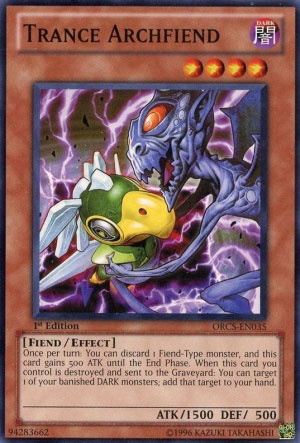 TRANCE ARCHFIEND
DARK
闇
1st Edition
ORCS-EN035
[FIEND / EFFECT]
Once per turn: You can discard 1 Fiend-Type monster, and this
card gains 500 ATK until the End Phase. When this card you
control is destroyed and sent to the Graveyard: You can target
1 of your banished DARK monsters; add that target to your hand.
ATK/1500 DEF/ 500
94283662
©1996 KAZUKI TAKAHASHI